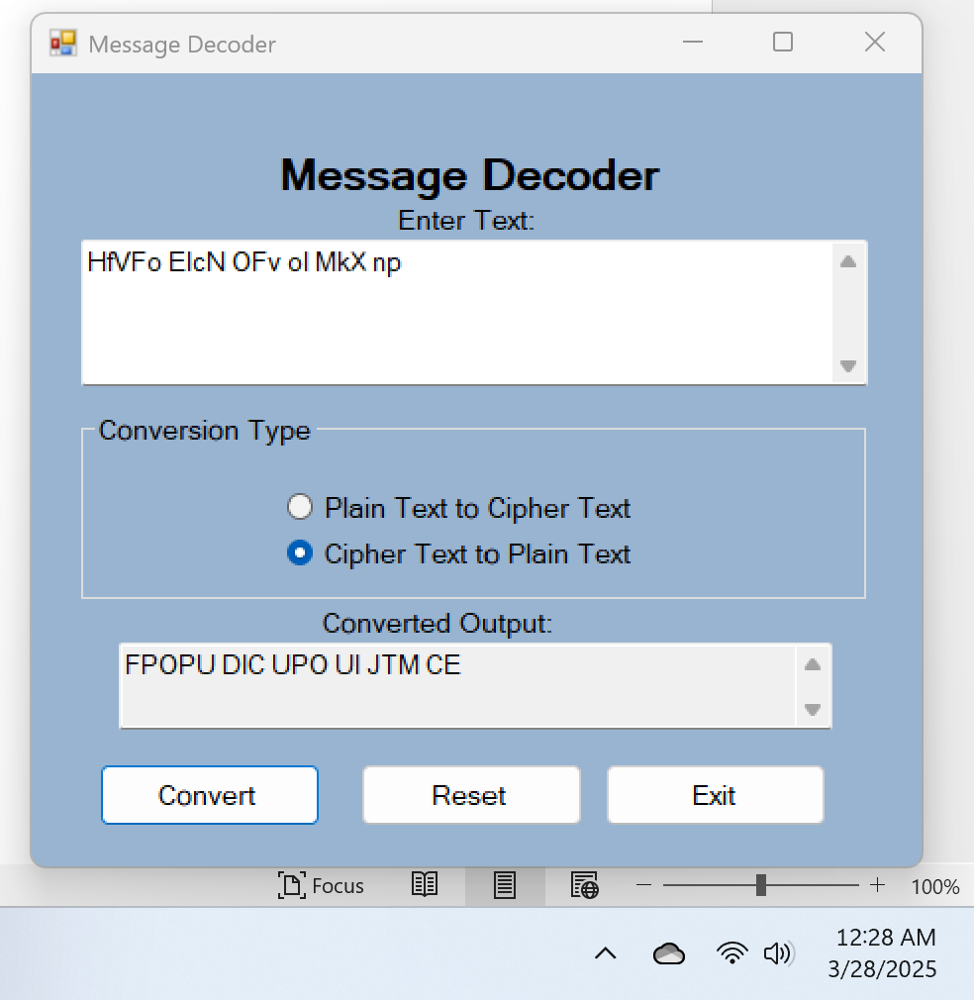 Message Decoder
Message Decoder
Enter Text:
HfVFo ElcN OFv ol MkX np
Conversion Type
Plain Text to Cipher Text
Cipher Text to Plain Text
Converted Output:
FPOPU DIC UPO UI JTM CE
Convert Reset Exit
Focus 100%
12:28 AM
3/28/2025